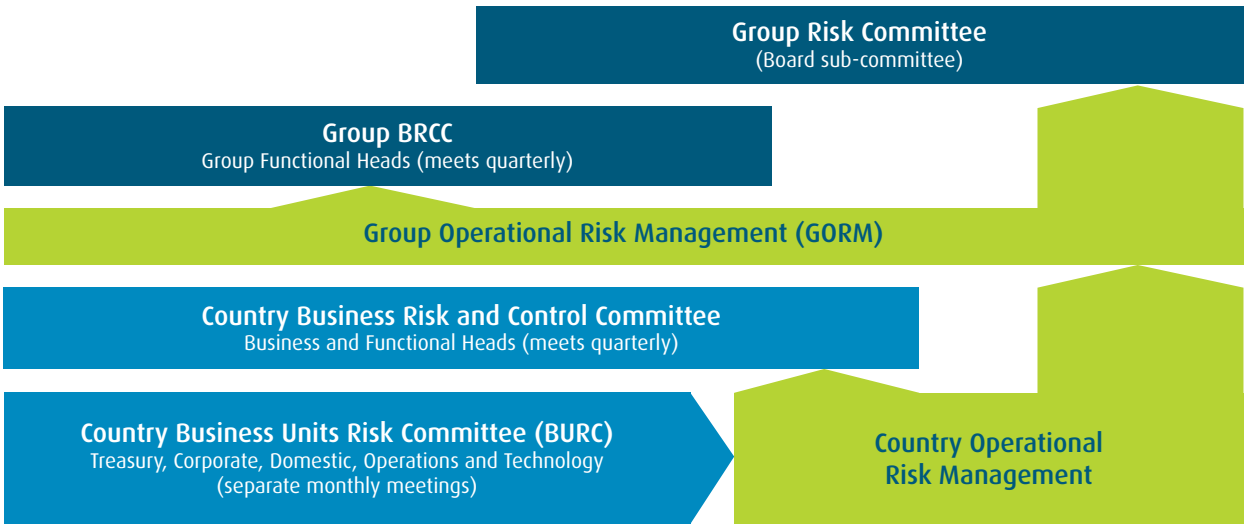 Group Risk Committee
(Board sub-committee)
Group BRCC
Group Functional Heads (meets quarterly)
Group Operational Risk Management (GORM)
Country Business Risk and Control Committee
Business and Functional Heads (meets quarterly)
Country Business Units Risk Committee (BURC)
Treasury, Corporate, Domestic, Operations and Technology
(separate monthly meetings)
Country Operational
Risk Management